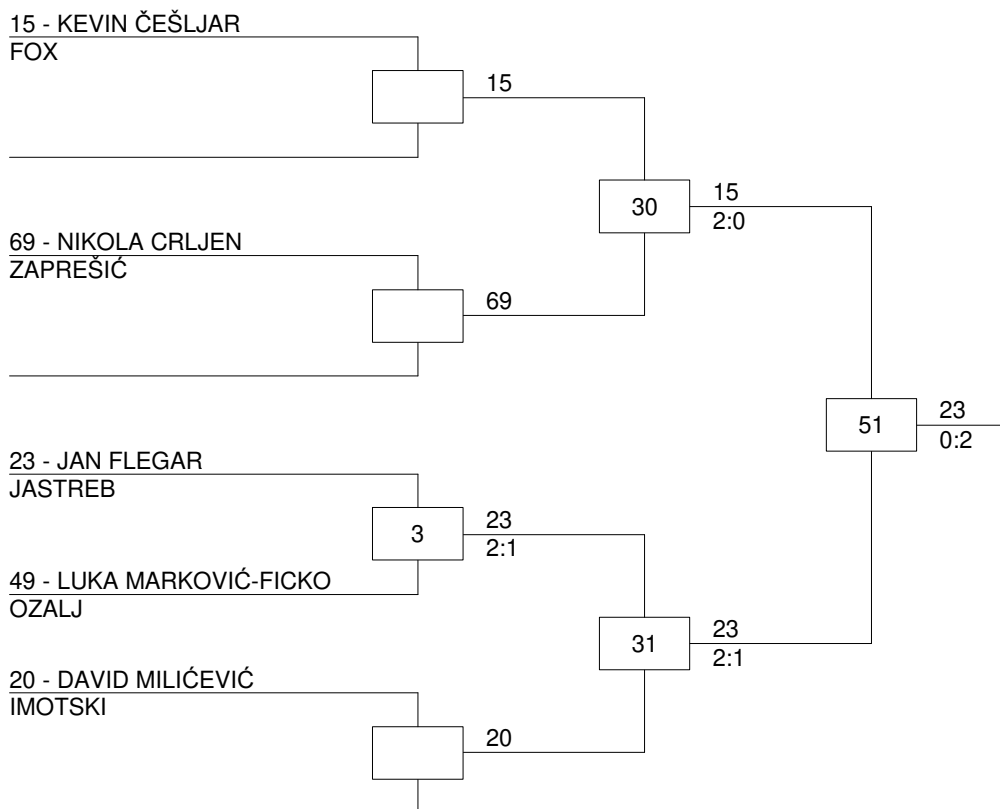 15 - KEVIN ČEŠLJAR
FOX
15
30
15
2:0
69 - NIKOLA CRLJEN
ZAPREŠIĆ
69
51
23
0:2
23 - JAN FLEGAR
JASTREB
3
23
2:1
49 - LUKA MARKOVIĆ-FICKO
OZALJ
31
23
2:1
20 - DAVID MILIĆEVIĆ
IMOTSKI
20